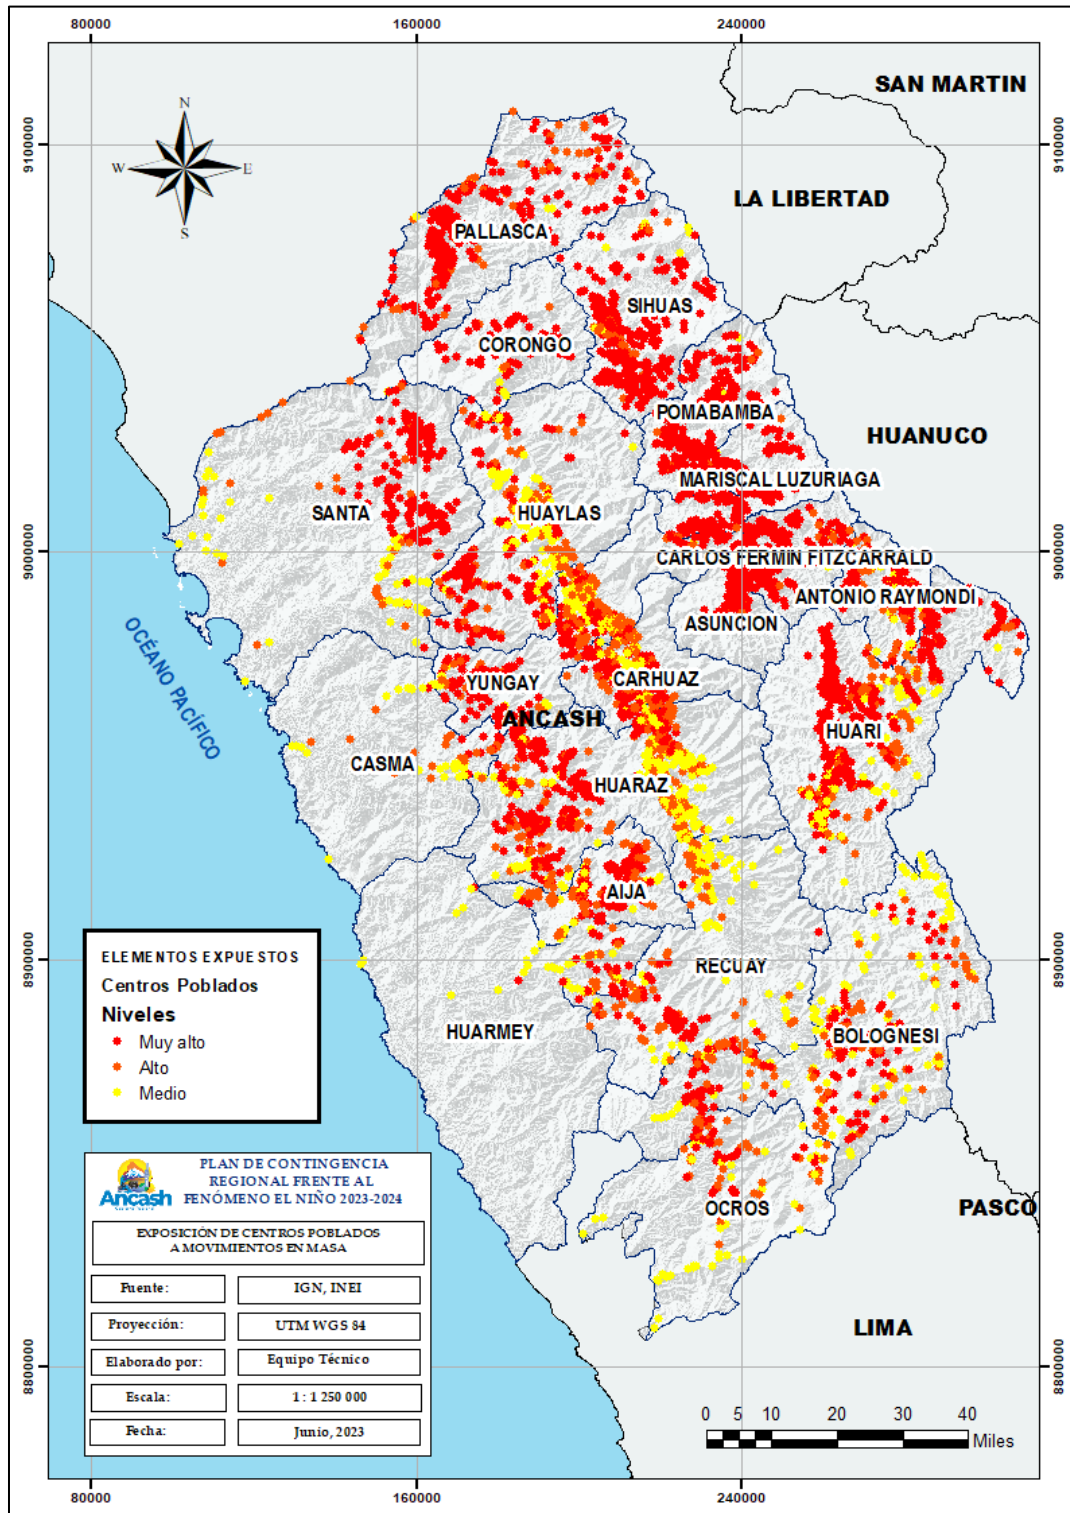 80000 160000 240000
N
W E
S
SAN MARTIN
9100000 9100000
LA LIBERTAD
PALLASCA
SIHUAS
CORONGO
POMABAMBA
HUANUCO
MARISCAL LUZURIAGA
SANTA
HUAYLAS
9000000 9000000
CARLOS FERMIN FITZCARRALD
ANTONIO RAYMONDI
ASUNCION
OCÉANO PACÍFICO
YUNGAY
CARHUAZ
ANCASH
HUARI
CASMA
HUARAZ
AIJA
8900000 8900000
RECUAY
HUARMEY
BOLOGNESI
ELEMENTOS EXPUESTOS
Centros Poblados
Niveles
Muy alto
Alto
Medio
OCROS
PASCO
LIMA
Ancash
PLAN DE CONTINGENCIA
REGIONAL FRENTE AL
FENÓMENO EL NIÑO 2023-2024
EXPOSICIÓN DE CENTROS POBLADOS
A MOVIMIENTOS EN MASA
Fuente: IGN, INEI
Proyección: UTM WGS 84
Elaborado por: Equipo Técnico
Escala: 1 : 1 250 000
Fecha: Junio, 2023
8800000 8800000
0 5 10 20 30 40
Miles
80000 160000 240000